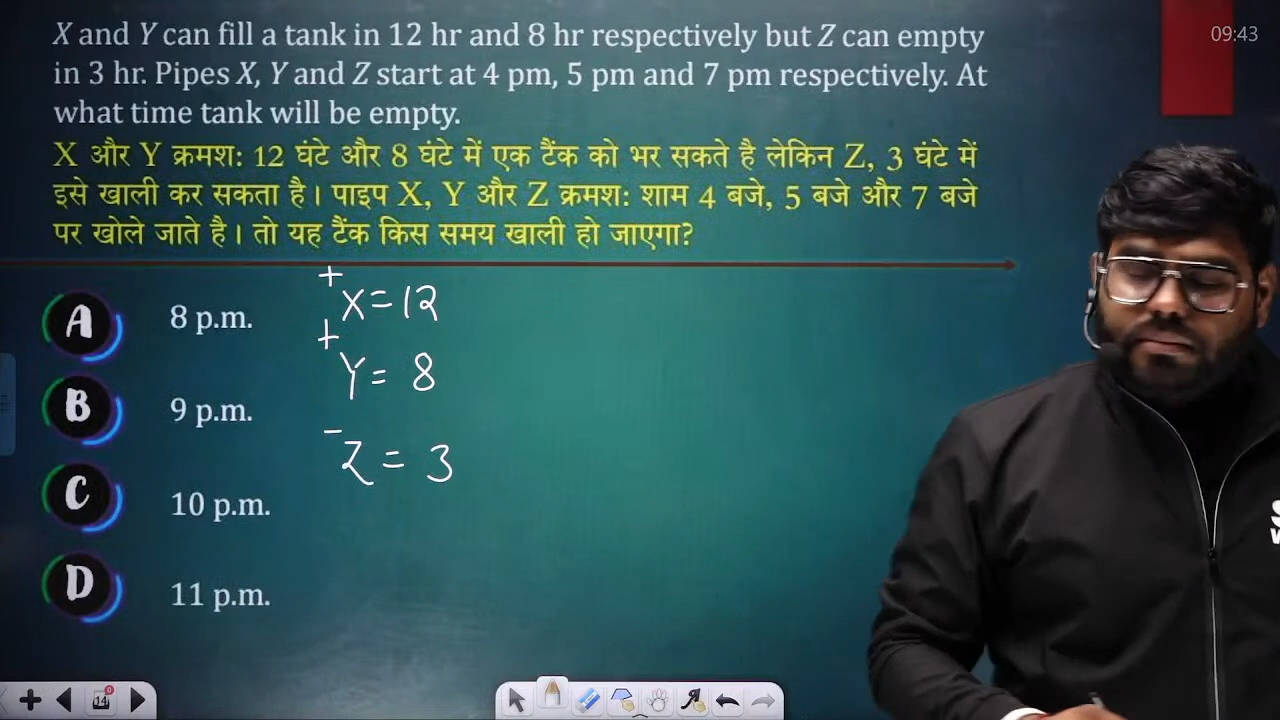 X and Y can fill a tank in 12 hr and 8 hr respectively but Z can empty
09:43
in 3 hr. Pipes X, Y and Z start at 4 pm, 5 pm and 7 pm respectively. At
what time tank will be empty.
X और Y क्रमश: 12 घंटे और 8 घंटे में एक टैंक को भर सकते है लेकिन Z, 3 घंटे में
इसे खाली कर सकता है। पाइप X, Y और Z क्रमश: शाम 4 बजे, 5 बजे और 7 बजे
पर खोले जाते है। तो यह टैंक किस समय खाली हो जाएगा?
A 8 p.m.
B 9 p.m.
C 10 p.m.
D 11 p.m.
+
X = 12
+
Y = 8
-
Z = 3
14